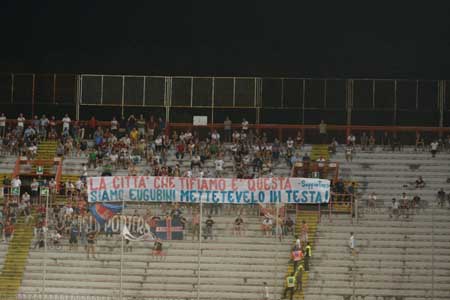 LA CITTÀ CHE TIFIAMO È QUESTA
SIAMO EUGUBINI METTETEVELO IN TESTA!